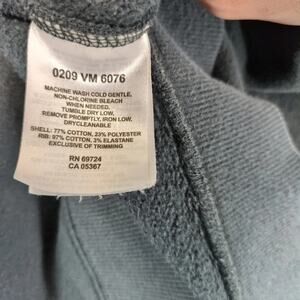 0209 VM 6076
MACHINE WASH COLD GENTLE,
NON-CHLORINE BLEACH
WHEN NEEDED.
TUMBLE DRY LOW,
REMOVE PROMPTLY, IRON LOW,
DRYCLEANABLE
SHELL: 77% COTTON, 23% POLYESTER
RIB: 97% COTTON, 3% ELASTANE
EXCLUSIVE OF TRIMMING
RN 69724
CA 05367